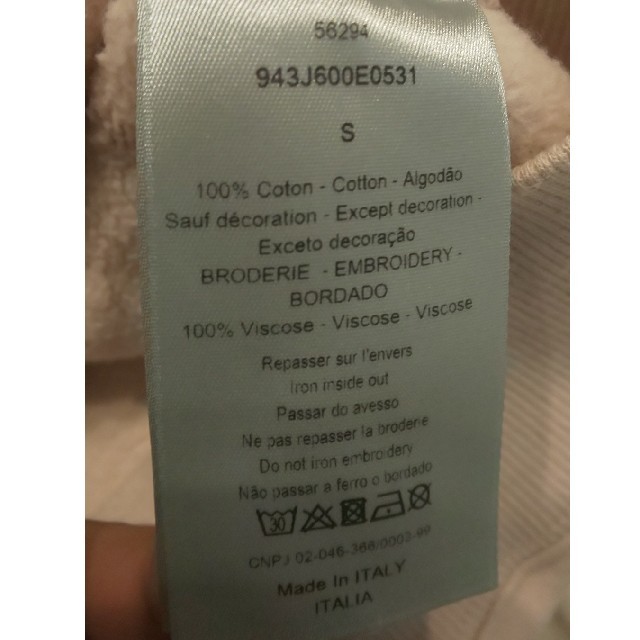 56294
943J600E0531
S
100% Coton - Cotton - Algodão
Sauf décoration - Except decoration -
Exceto decoração
BRODERIE - EMBROIDERY -
BORDADO
100% Viscose - Viscose - Viscose
Repasser sur l'envers
Iron inside out
Passar do avesso
Ne pas repasser la broderie
Do not iron embroidery
Não passar a ferro o bordado
30
CNPJ 02-046-366/0002-99
Made In ITALY
ITALIA